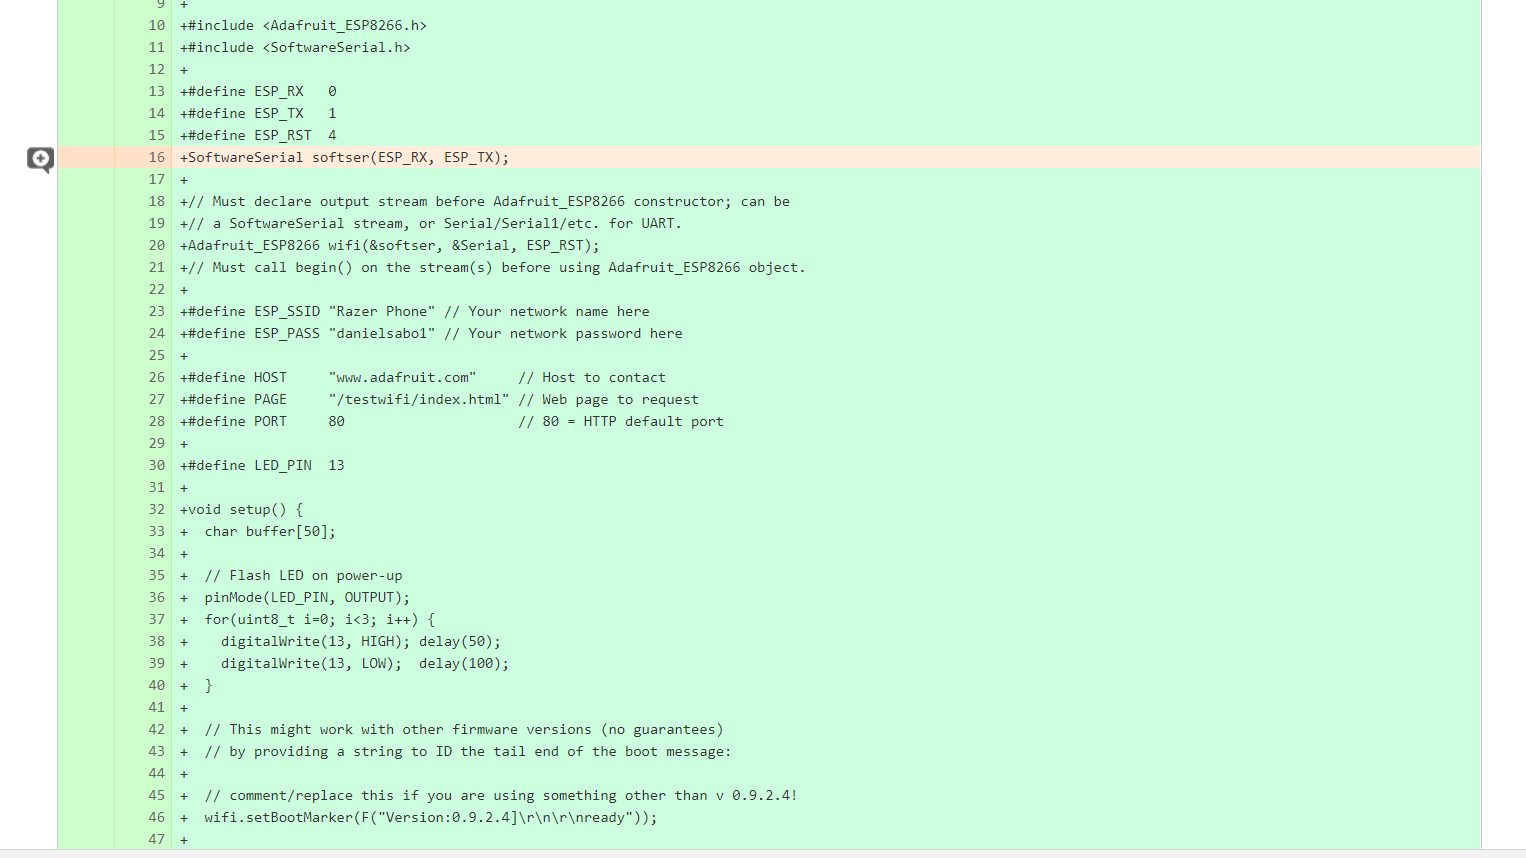 9 +
10 +#include <Adafruit_ESP8266.h>
11 +#include <SoftwareSerial.h>
12 +
13 +#define ESP_RX   0
14 +#define ESP_TX   1
15 +#define ESP_RST  4
16 +SoftwareSerial softser(ESP_RX, ESP_TX);
17 +
18 +// Must declare output stream before Adafruit_ESP8266 constructor; can be
19 +// a SoftwareSerial stream, or Serial/Serial1/etc. for UART.
20 +Adafruit_ESP8266 wifi(&softser, &Serial, ESP_RST);
21 +// Must call begin() on the stream(s) before using Adafruit_ESP8266 object.
22 +
23 +#define ESP_SSID "Razer Phone" // Your network name here
24 +#define ESP_PASS "danielsabo1" // Your network password here
25 +
26 +#define HOST     "www.adafruit.com"     // Host to contact
27 +#define PAGE     "/testwifi/index.html" // Web page to request
28 +#define PORT     80                     // 80 = HTTP default port
29 +
30 +#define LED_PIN  13
31 +
32 +void setup() {
33 +  char buffer[50];
34 +
35 +  // Flash LED on power-up
36 +  pinMode(LED_PIN, OUTPUT);
37 +  for(uint8_t i=0; i<3; i++) {
38 +    digitalWrite(13, HIGH); delay(50);
39 +    digitalWrite(13, LOW);  delay(100);
40 +  }
41 +
42 +  // This might work with other firmware versions (no guarantees)
43 +  // by providing a string to ID the tail end of the boot message:
44 +
45 +  // comment/replace this if you are using something other than v 0.9.2.4!
46 +  wifi.setBootMarker(F("Version:0.9.2.4]\r\n\r\nready"));
47 +